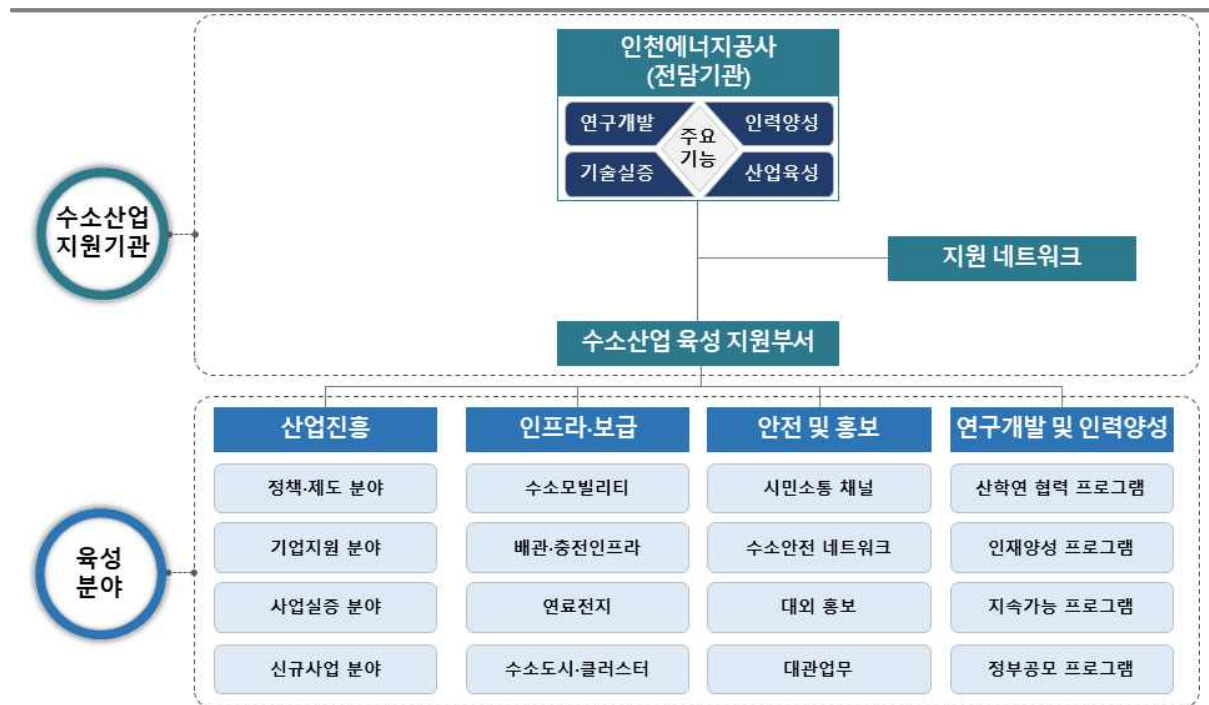 인천에너지공사
(전담기관)
연구개발
인력양성
주요
기능
기술실증
산업육성
수소산업
지원기관
지원 네트워크
수소산업 육성 지원부서
산업진흥
인프라·보급
안전 및 홍보
연구개발 및 인력양성
정책·제도 분야
수소모빌리티
시민소통 채널
산학연 협력 프로그램
기업지원 분야
배관·충전인프라
수소안전 네트워크
인재양성 프로그램
육성
분야
사업실증 분야
연료전지
대외 홍보
지속가능 프로그램
신규사업 분야
수소도시·클러스터
대관업무
정부공모 프로그램